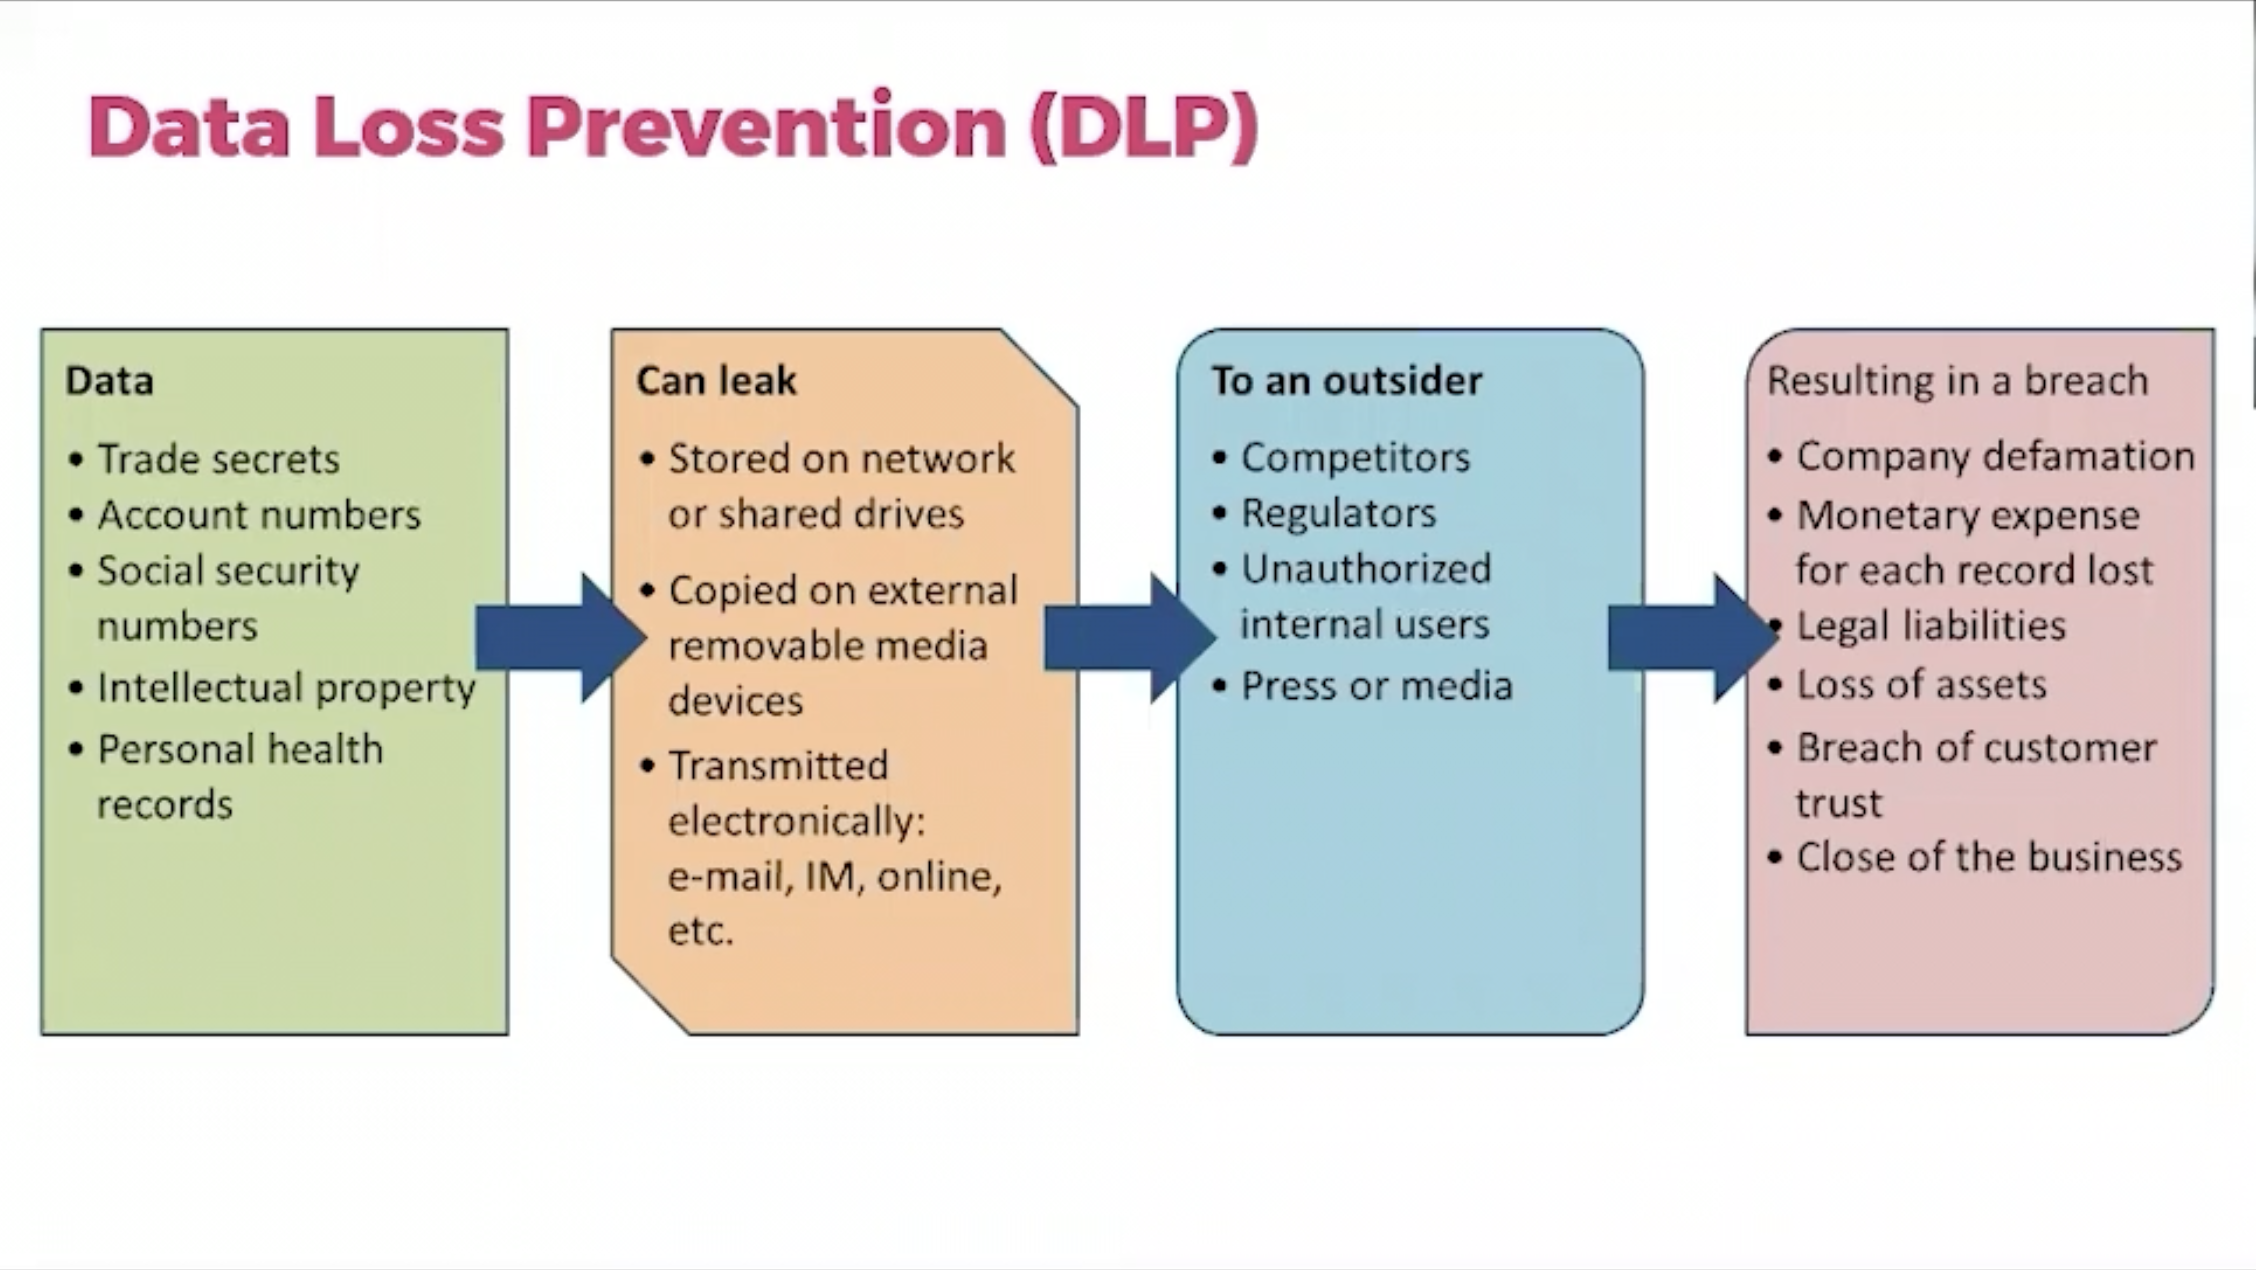 Data Loss Prevention (DLP)
Data
• Trade secrets
• Account numbers
• Social security
numbers
• Intellectual property
• Personal health
records
Can leak
• Stored on network
or shared drives
• Copied on external
removable media
devices
• Transmitted
electronically:
e-mail, IM, online,
etc.
To an outsider
• Competitors
• Regulators
• Unauthorized
internal users
• Press or media
Resulting in a breach
• Company defamation
• Monetary expense
for each record lost
• Legal liabilities
• Loss of assets
• Breach of customer
trust
• Close of the business